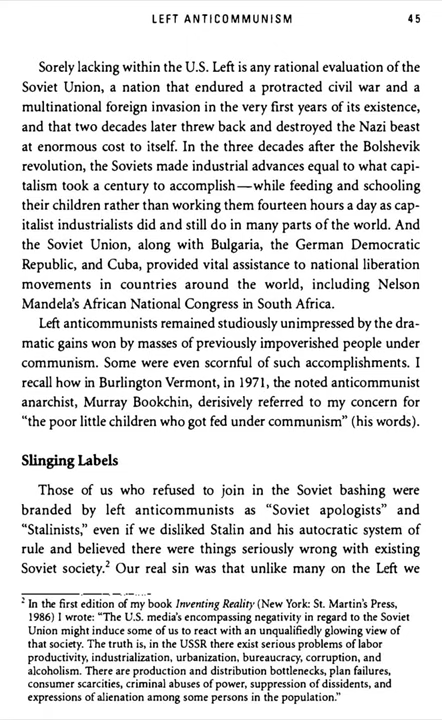 LEFT ANTICOMMUNISM 45
Sorely lacking within the U.S. Left is any rational evaluation of the
Soviet Union, a nation that endured a protracted civil war and a
multinational foreign invasion in the very first years of its existence,
and that two decades later threw back and destroyed the Nazi beast
at enormous cost to itself. In the three decades after the Bolshevik
revolution, the Soviets made industrial advances equal to what capi-
talism took a century to accomplish—while feeding and schooling
their children rather than working them fourteen hours a day as cap-
italist industrialists did and still do in many parts of the world. And
the Soviet Union, along with Bulgaria, the German Democratic
Republic, and Cuba, provided vital assistance to national liberation
movements in countries around the world, including Nelson
Mandela's African National Congress in South Africa.
Left anticommunists remained studiously unimpressed by the dra-
matic gains won by masses of previously impoverished people under
communism. Some were even scornful of such accomplishments. I
recall how in Burlington Vermont, in 1971, the noted anticommunist
anarchist, Murray Bookchin, derisively referred to my concern for
"the poor little children who got fed under communism" (his words).
Slinging Labels
Those of us who refused to join in the Soviet bashing were
branded by left anticommunists as "Soviet apologists" and
"Stalinists," even if we disliked Stalin and his autocratic system of
rule and believed there were things seriously wrong with existing
Soviet society.2 Our real sin was that unlike many on the Left we
2 In the first edition of my book Inventing Reality (New York: St. Martin's Press,
1986) I wrote: "The U.S. media's encompassing negativity in regard to the Soviet
Union might induce some of us to react with an unqualifiedly glowing view of
that society. The truth is, in the USSR there exist serious problems of labor
productivity, industrialization, urbanization, bureaucracy, corruption, and
alcoholism. There are production and distribution bottlenecks, plan failures,
consumer scarcities, criminal abuses of power, suppression of dissidents, and
expressions of alienation among some persons in the population."